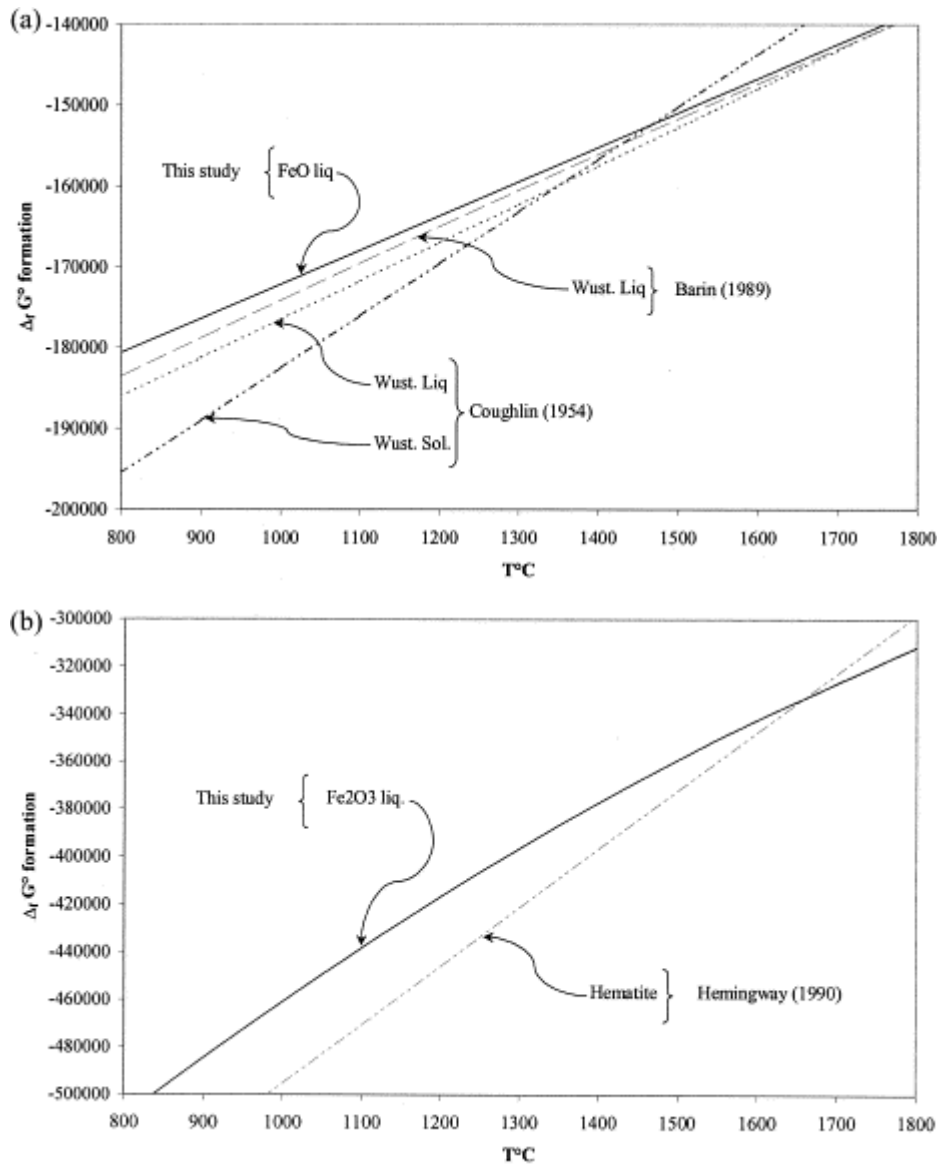 (a)
-140000
-150000
-160000
-170000
-180000
-190000
-200000
Δf G° formation
This study
FeO liq
Wust. Liq
Barin (1989)
Wust. Liq
Coughlin (1954)
Wust. Sol.
800 900 1000 1100 1200 1300 1400 1500 1600 1700 1800
T°C
(b)
-300000
-320000
-340000
-360000
-380000
-400000
-420000
-440000
-460000
-480000
-500000
Δf G° formation
This study
Fe2O3 liq.
Hematite
Hemingway (1990)
800 900 1000 1100 1200 1300 1400 1500 1600 1700 1800
T°C